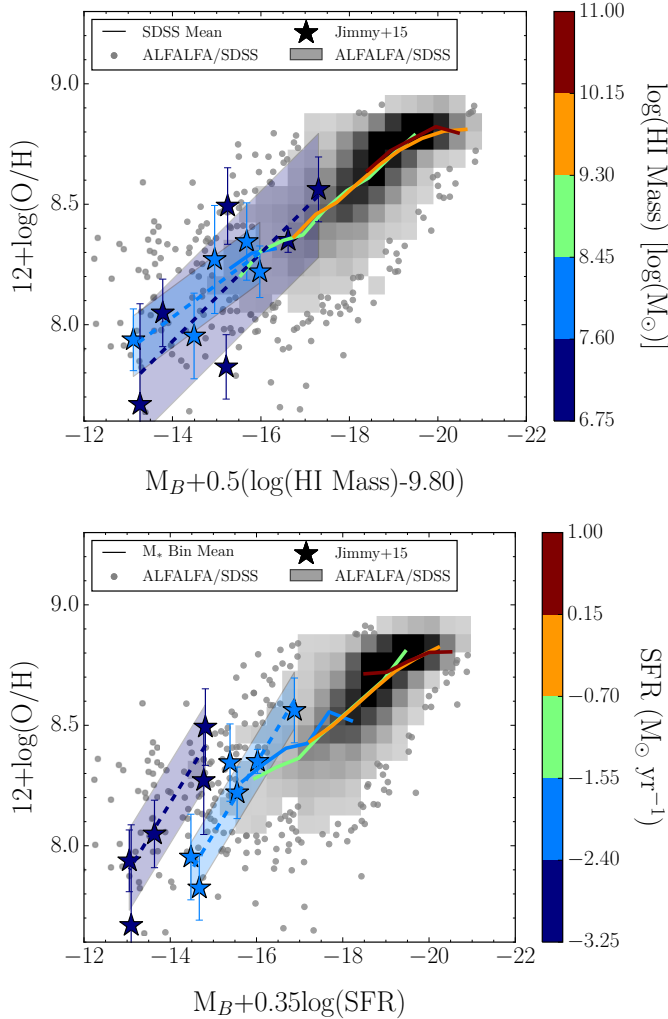 SDSS Mean
Jimmy+15
ALFALFA/SDSS
ALFALFA/SDSS
9.0
8.5
8.0
12+log(O/H)
−12 −14 −16 −18 −20 −22
M_B+0.5(log(HI Mass)-9.80)
11.00
10.15
9.30
8.45
7.60
6.75
log(HI Mass) [log(M⊙)]
M_* Bin Mean
Jimmy+15
ALFALFA/SDSS
ALFALFA/SDSS
9.0
8.5
8.0
12+log(O/H)
−12 −14 −16 −18 −20 −22
M_B+0.35log(SFR)
1.00
0.15
−0.70
−1.55
−2.40
−3.25
SFR (M⊙ yr⁻¹)